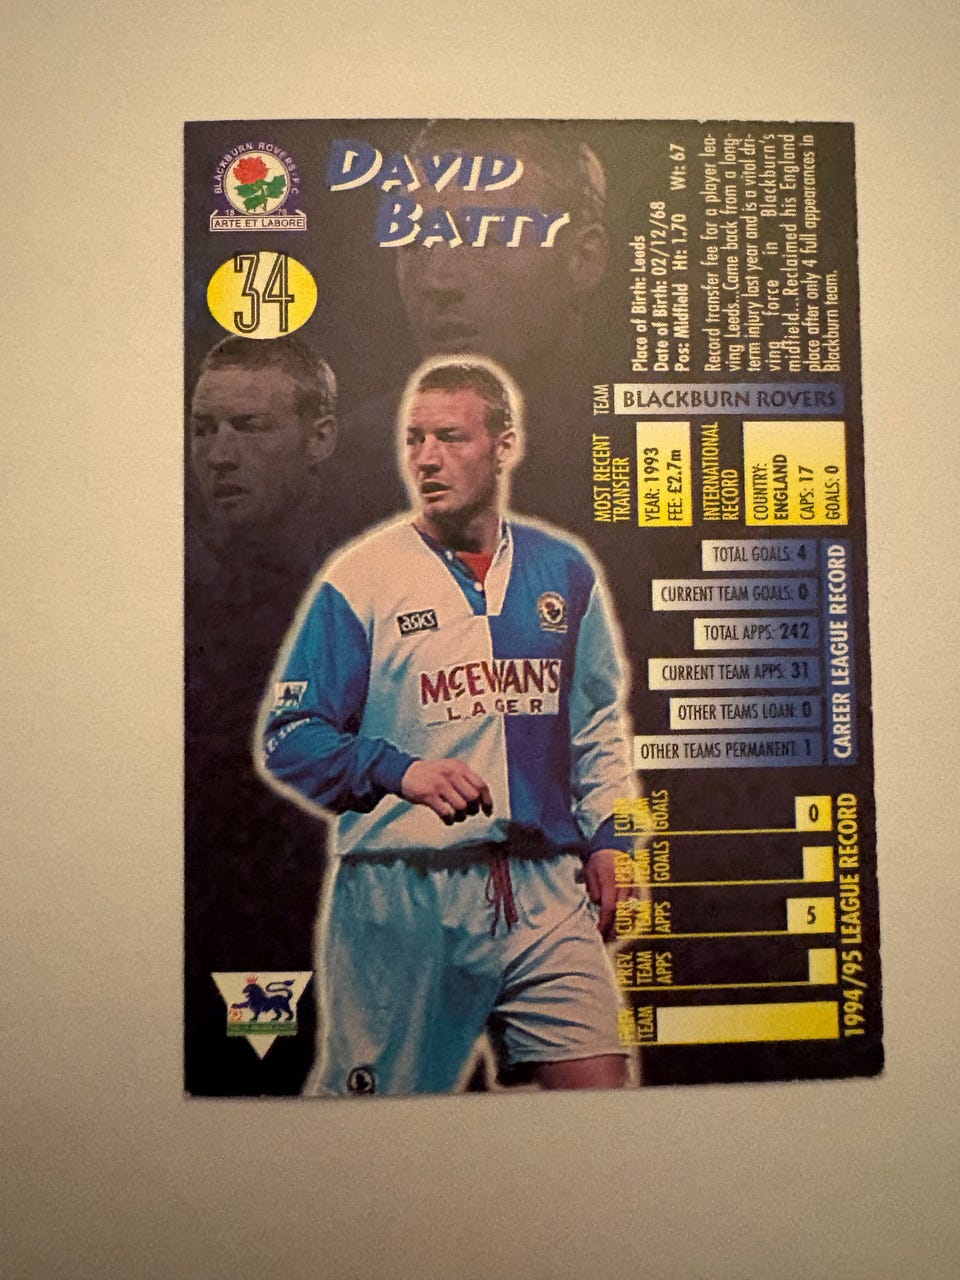 BLACKBURN ROVERS F.C.
18 75
ARTE ET LABORE
DAVID
BATTY
34
Place of Birth: Leeds
Date of Birth: 02/12/68
Pos: Midfield Ht: 1.70 Wt: 67
Record transfer fee for a player lea-
ving Leeds...Came back from a long-
term injury last year and is a vital dri-
ving force in Blackburn's
midfield...Reclaimed his England
place after only 4 full appearances in
Blackburn team.
TEAM
BLACKBURN ROVERS
MOST RECENT
TRANSFER
YEAR: 1993
FEE: £2.7m
INTERNATIONAL
RECORD
COUNTRY:
ENGLAND
CAPS: 17
GOALS: 0
TOTAL GOALS: 4
CURRENT TEAM GOALS: 0
TOTAL APPS: 242
CURRENT TEAM APPS: 31
OTHER TEAMS LOAN: 0
OTHER TEAMS PERMANENT: 1
CAREER LEAGUE RECORD
CURR
TEAM
GOALS
0
PREV
TEAM
GOALS
CURR
TEAM
APPS
5
PREV
TEAM
APPS
PREV
TEAM
1994/95 LEAGUE RECORD
asics
McEWAN'S
LAGER